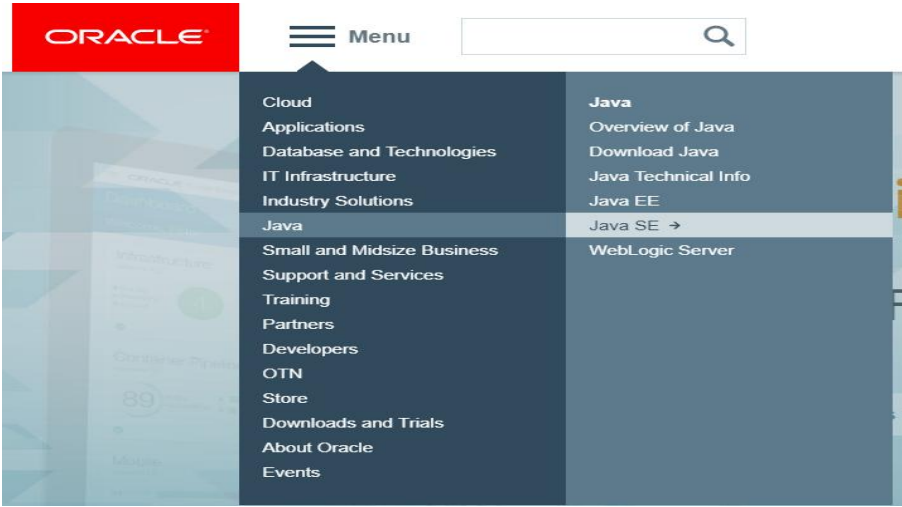 ORACLE
Menu
Cloud
Applications
Database and Technologies
IT Infrastructure
Industry Solutions
Java
Small and Midsize Business
Support and Services
Training
Partners
Developers
OTN
Store
Downloads and Trials
About Oracle
Events
Java
Overview of Java
Download Java
Java Technical Info
Java EE
Java SE →
WebLogic Server
89